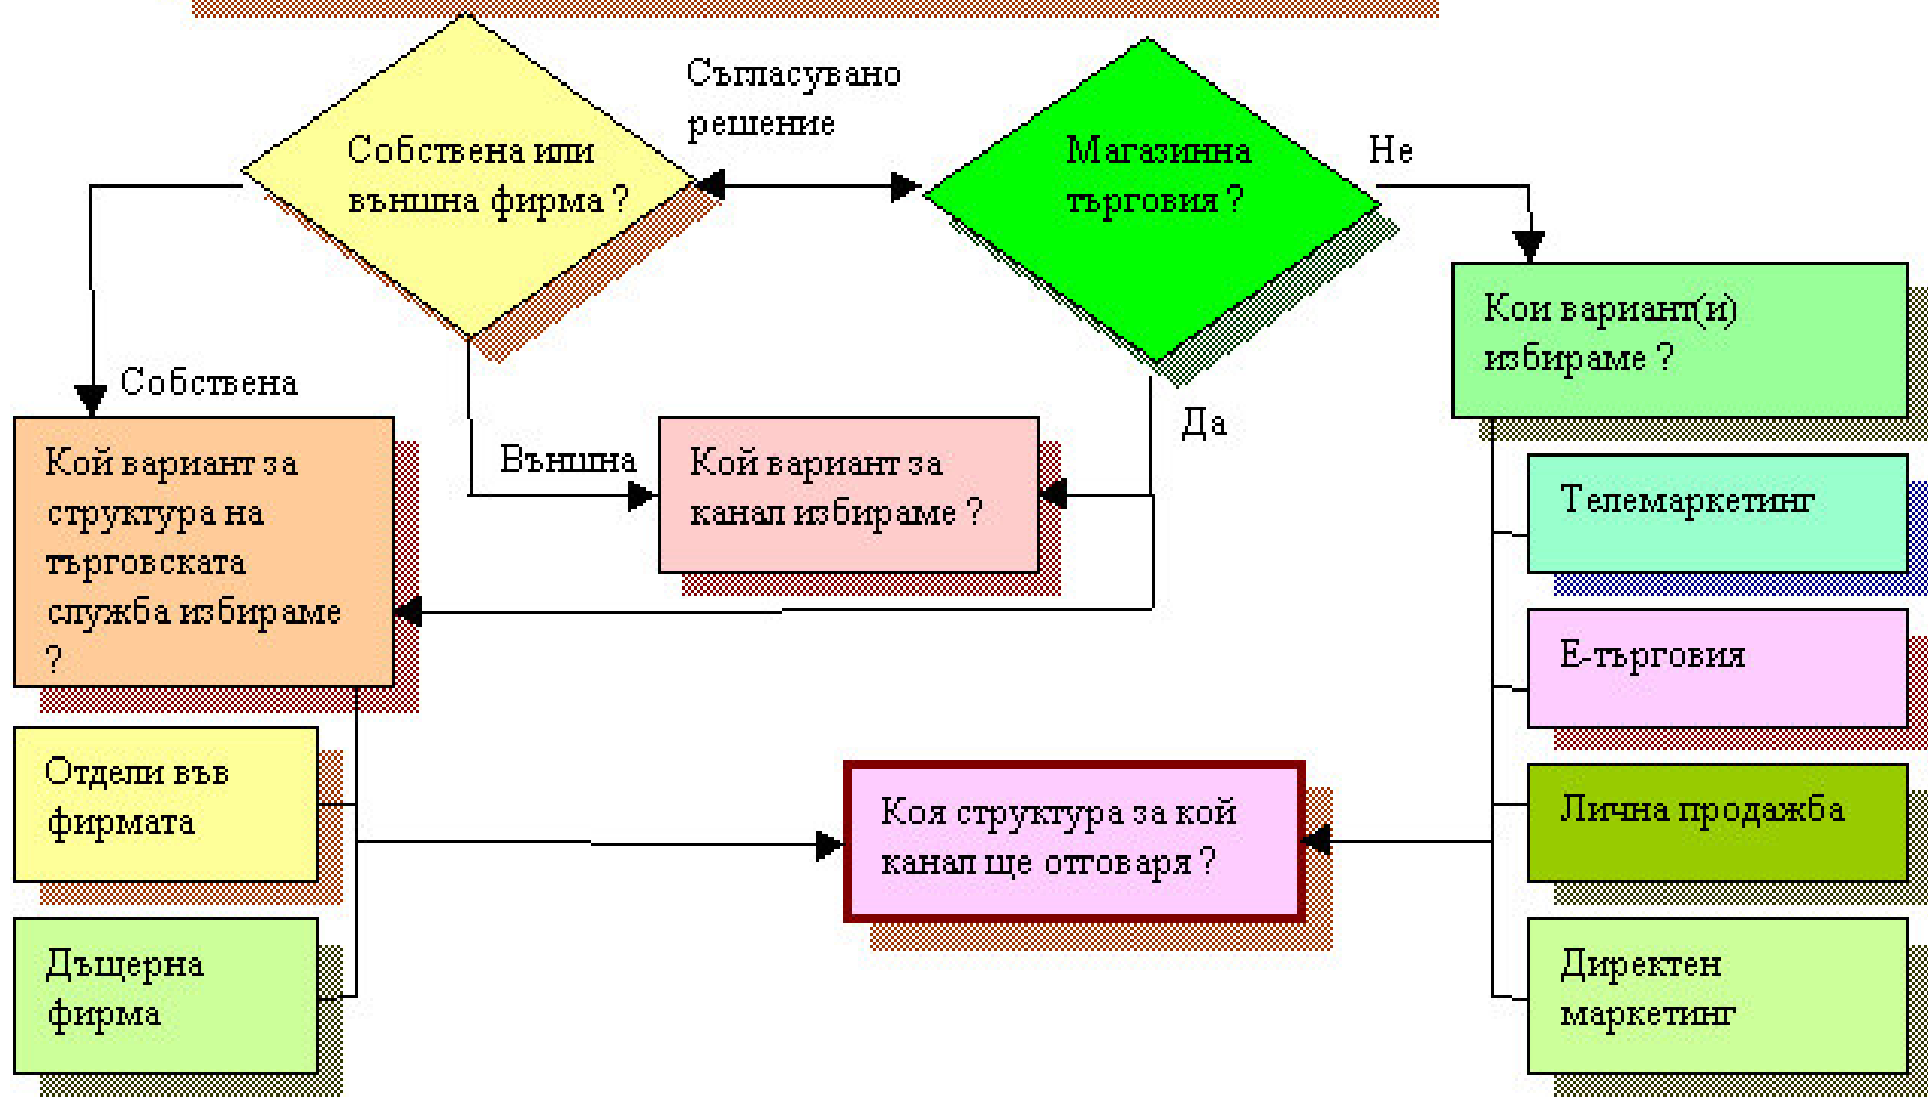 Съгласувано
решение
Собствена или
външна фирма ?
Магазинна
търговия ?
Не
Кои вариант(и)
избираме ?
Собствена
Да
Външна
Кой вариант за
структура на
търговската
служба избираме
?
Кой вариант за
канал избираме ?
Телемаркетинг
Е-търговия
Отдели във
фирмата
Коя структура за кой
канал ще отговаря ?
Лична продажба
Дъщерна
фирма
Директен
маркетинг